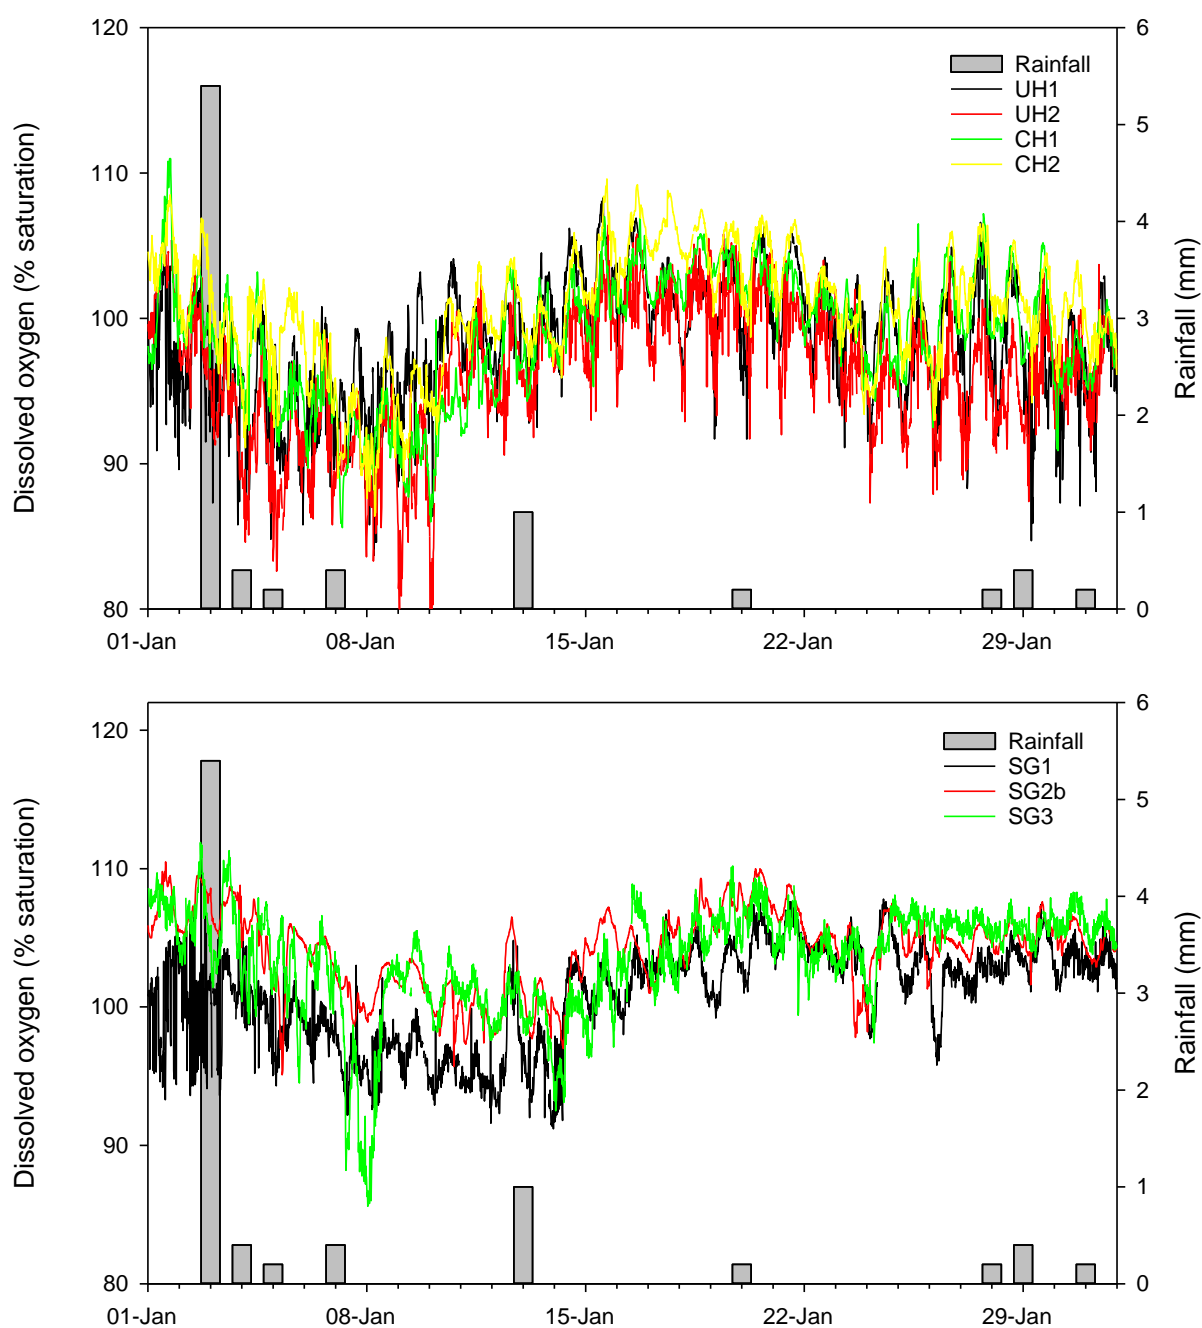 120
110
100
90
80
Dissolved oxygen (% saturation)
6
5
4
3
2
1
0
Rainfall (mm)
Rainfall
UH1
UH2
CH1
CH2
01-Jan
08-Jan
15-Jan
22-Jan
29-Jan
120
110
100
90
80
Dissolved oxygen (% saturation)
6
5
4
3
2
1
0
Rainfall (mm)
Rainfall
SG1
SG2b
SG3
01-Jan
08-Jan
15-Jan
22-Jan
29-Jan